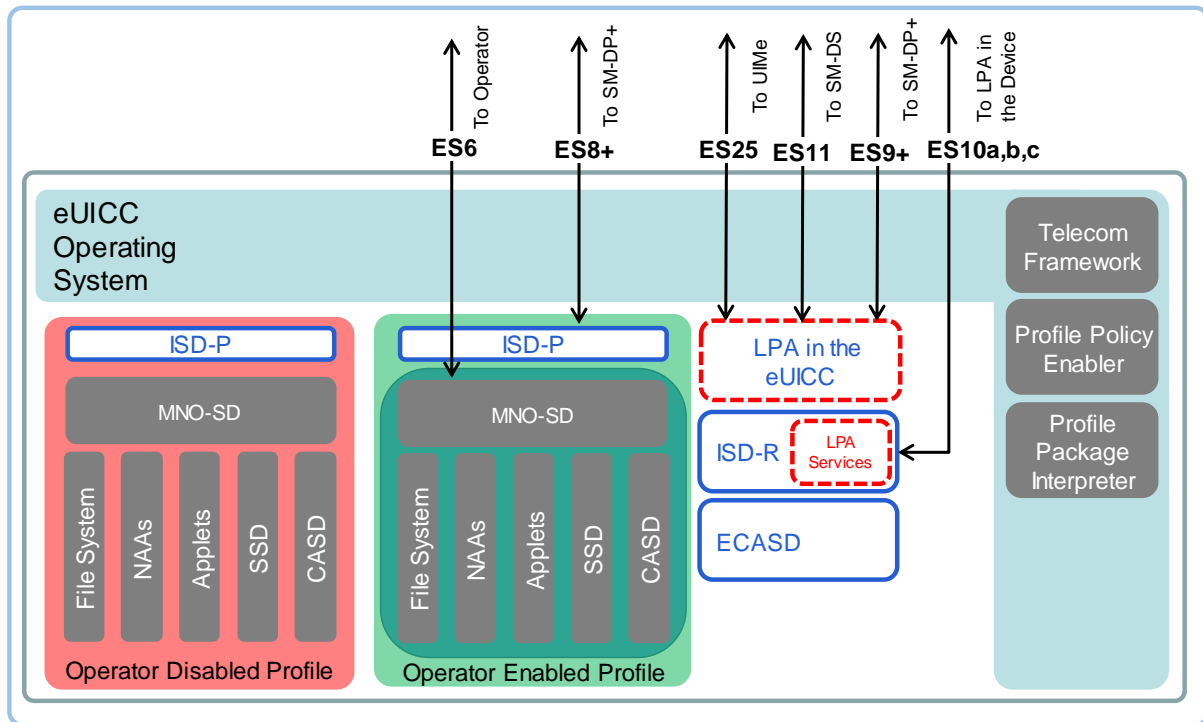 To Operator
To SM-DP+
To UIMe
To SM-DS
To SM-DP+
To LPA in
the Device
ES6
ES8+
ES25
ES11
ES9+
ES10a,b,c
eUICC
Operating
System
Telecom
Framework
Profile Policy
Enabler
Profile
Package
Interpreter
ISD-P
MNO-SD
File System
NAAs
Applets
SSD
CASD
Operator Disabled Profile
ISD-P
MNO-SD
File System
NAAs
Applets
SSD
CASD
Operator Enabled Profile
LPA in the
eUICC
ISD-R
LPA
Services
ECASD